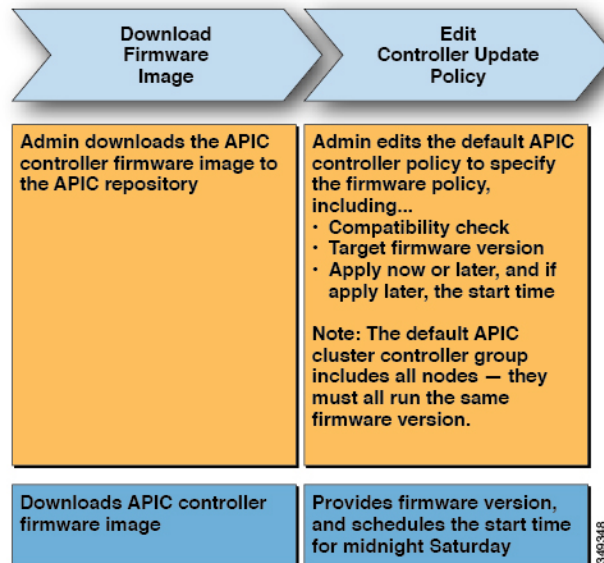 Download
Firmware
Image
Edit
Controller Update
Policy
Admin downloads the APIC
controller firmware image to
the APIC repository
Admin edits the default APIC
controller policy to specify
the firmware policy,
including...
• Compatibility check
• Target firmware version
• Apply now or later, and if
apply later, the start time
Note: The default APIC
cluster controller group
includes all nodes — they
must all run the same
firmware version.
Downloads APIC controller
firmware image
Provides firmware version,
and schedules the start time
for midnight Saturday
349348